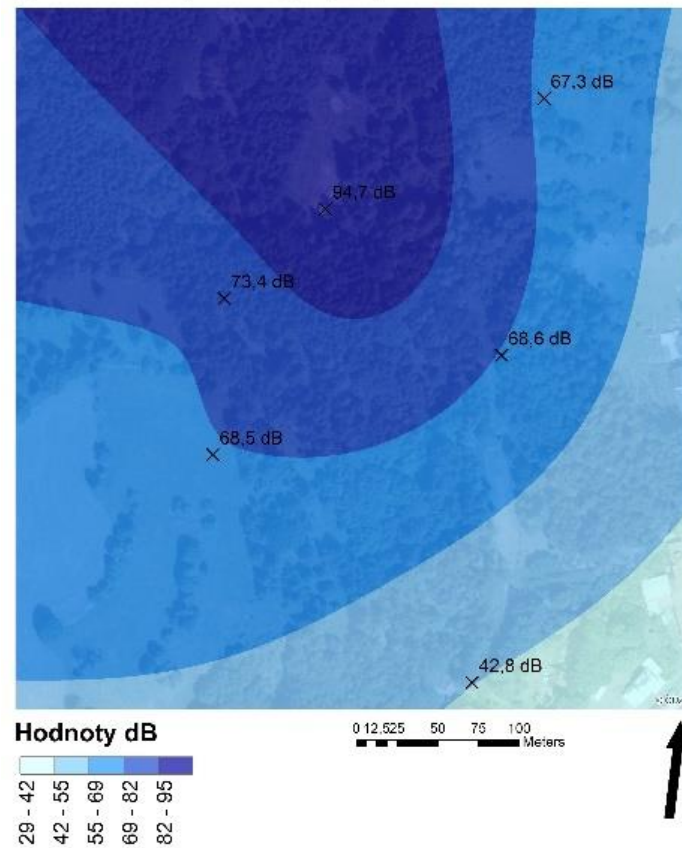 67,3 dB
94,7 dB
73,4 dB
68,6 dB
68,5 dB
42,8 dB
Hodnoty dB
0 12,525 50 75 100
Meters
29 - 42
42 - 55
55 - 69
69 - 82
82 - 95